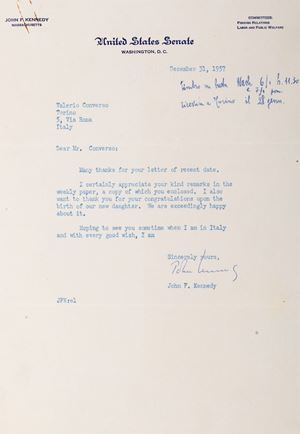 JOHN F. KENNEDY
MASSACHUSETTS
COMMITTEES:
FOREIGN RELATIONS
LABOR AND PUBLIC WELFARE
United States Senate
WASHINGTON, D.C.
December 31, 1957
Valerio Converso
Torino
5, Via Rosa
Italy
Dear Mr. Converso:
Many thanks for your letter of recent date.
I certainly appreciate your kind remarks in the
weekly paper, a copy of which you enclosed. I also
want to thank you for your congratulations upon the
birth of our new daughter. We are exceedingly happy
about it.
Hoping to see you sometime when I am in Italy
and with every good wish, I am
Sincerely yours,
John F. Kennedy
JFK:el